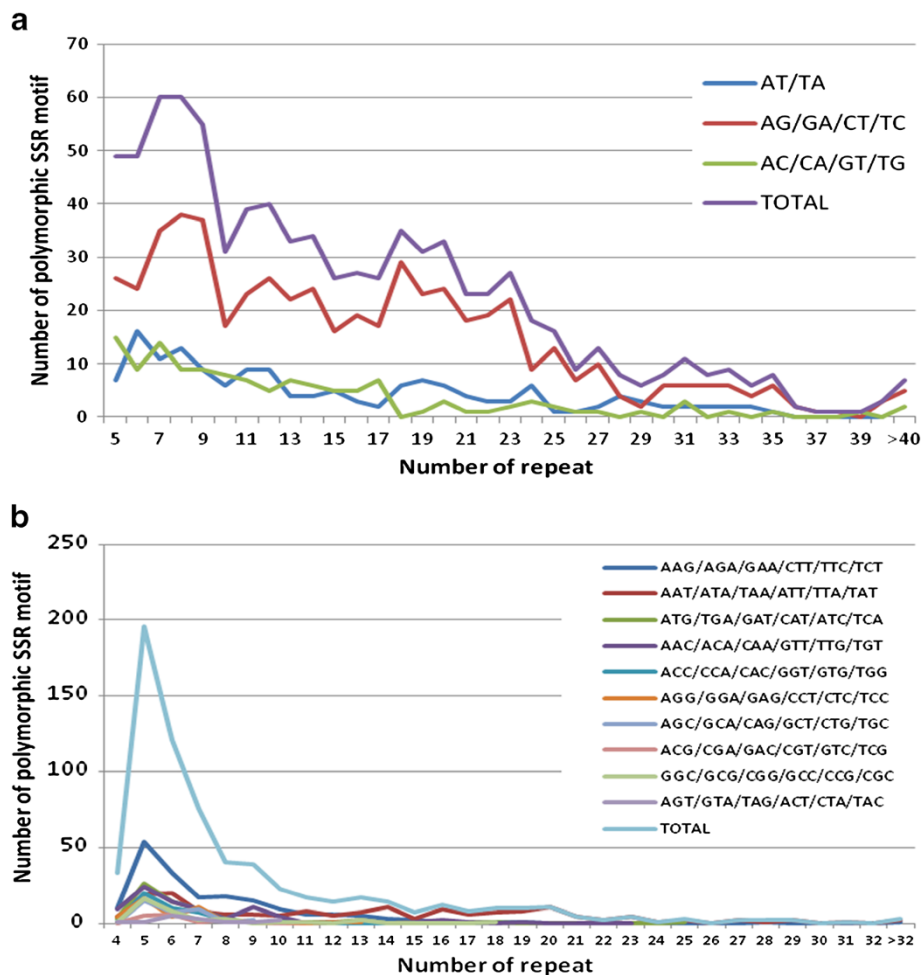 a
70
60
50
40
30
20
10
0
Number of polymorphic SSR motif
AT/TA
AG/GA/CT/TC
AC/CA/GT/TG
TOTAL
5 7 9 11 13 15 17 19 21 23 25 27 29 31 33 35 37 39 >40
Number of repeat
b
250
200
150
100
50
0
Number of polymorphic SSR motif
AAG/AGA/GAA/CTT/TTC/TCT
AAT/ATA/TAA/ATT/TTA/TAT
ATG/TGA/GAT/CAT/ATC/TCA
AAC/ACA/CAA/GTT/TTG/TGT
ACC/CCA/CAC/GGT/GTG/TGG
AGG/GGA/GAG/CCT/CTC/TCC
AGC/GCA/CAG/GCT/CTG/TGC
ACG/CGA/GAC/CGT/GTC/TCG
GGC/GCG/CGG/GCC/CCG/CGC
AGT/GTA/TAG/ACT/CTA/TAC
TOTAL
4 5 6 7 8 9 10 11 12 13 14 15 16 17 18 19 20 21 22 23 24 25 26 27 28 29 30 31 32 >32
Number of repeat